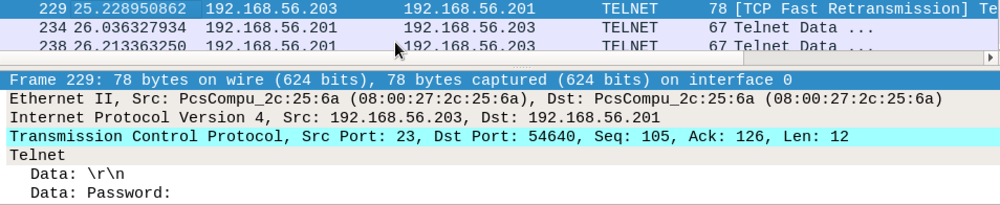 229 25.228950862 192.168.56.203 192.168.56.201 TELNET 78 [TCP Fast Retransmission] Te
234 26.036327934 192.168.56.201 192.168.56.203 TELNET 67 Telnet Data ...
238 26.213363250 192.168.56.201 192.168.56.203 TELNET 67 Telnet Data ...
Frame 229: 78 bytes on wire (624 bits), 78 bytes captured (624 bits) on interface 0
Ethernet II, Src: PcsCompu_2c:25:6a (08:00:27:2c:25:6a), Dst: PcsCompu_2c:25:6a (08:00:27:2c:25:6a)
Internet Protocol Version 4, Src: 192.168.56.203, Dst: 192.168.56.201
Transmission Control Protocol, Src Port: 23, Dst Port: 54640, Seq: 105, Ack: 126, Len: 12
Telnet
Data: \r\n
Data: Password: